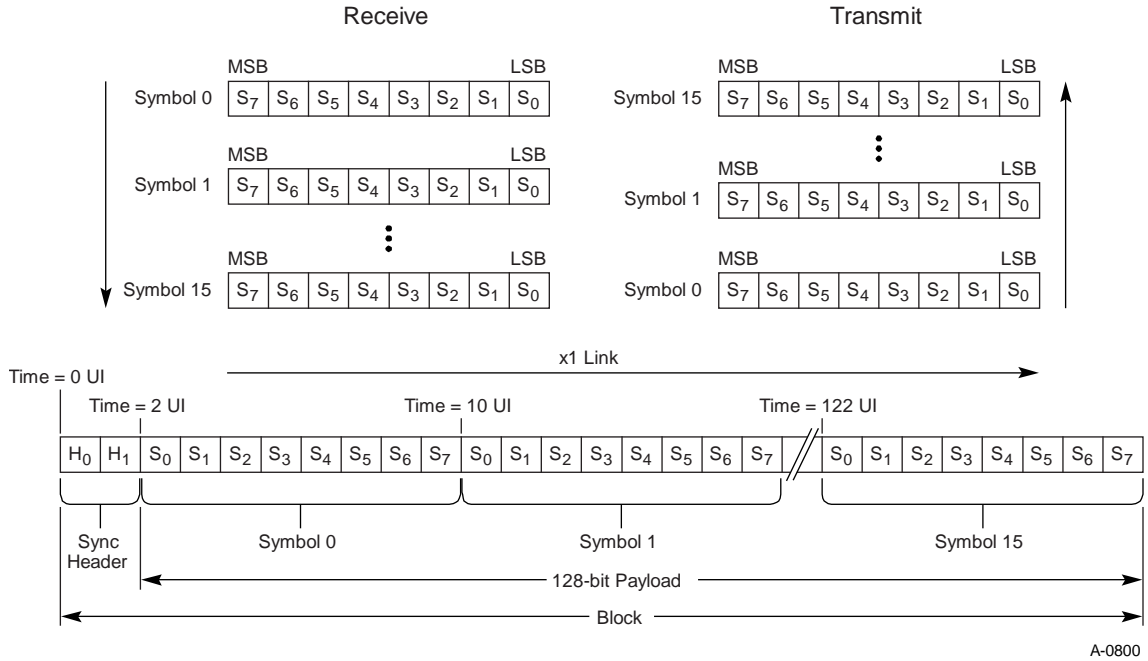 Receive Transmit
MSB LSB MSB LSB
Symbol 0 S7 S6 S5 S4 S3 S2 S1 S0 Symbol 15 S7 S6 S5 S4 S3 S2 S1 S0
MSB LSB MSB LSB
Symbol 1 S7 S6 S5 S4 S3 S2 S1 S0 Symbol 1 S7 S6 S5 S4 S3 S2 S1 S0
MSB LSB MSB LSB
Symbol 15 S7 S6 S5 S4 S3 S2 S1 S0 Symbol 0 S7 S6 S5 S4 S3 S2 S1 S0
x1 Link
Time = 0 UI
Time = 2 UI Time = 10 UI Time = 122 UI
H0 H1 S0 S1 S2 S3 S4 S5 S6 S7 S0 S1 S2 S3 S4 S5 S6 S7 S0 S1 S2 S3 S4 S5 S6 S7
Sync Symbol 0 Symbol 1 Symbol 15
Header
128-bit Payload
Block
A-0800